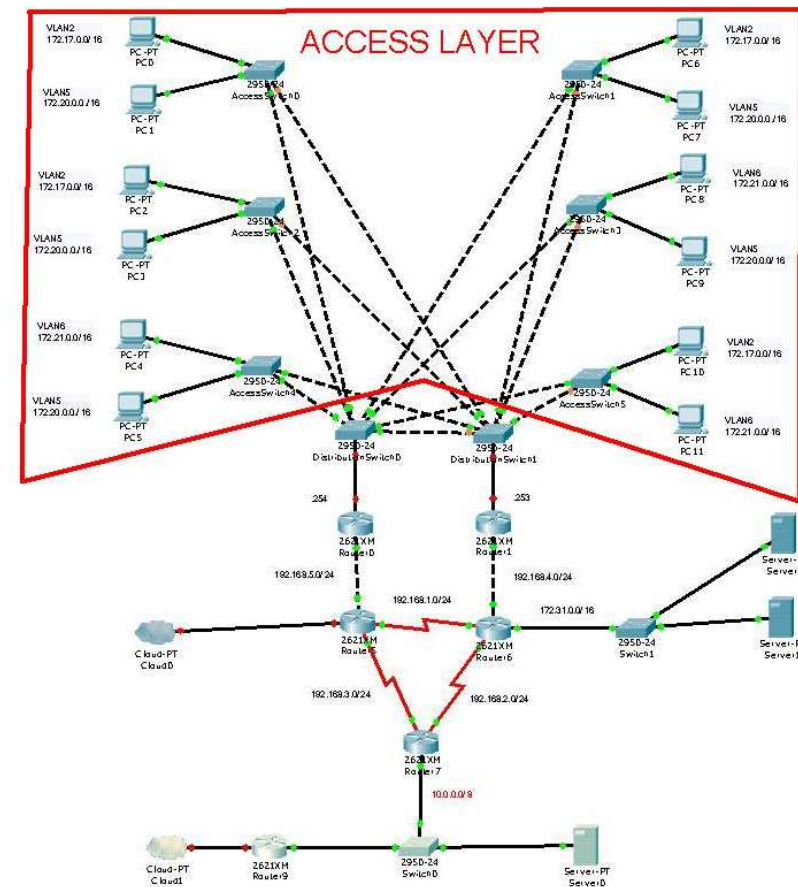 ACCESS LAYER
VLAN2
172.17.0.0/ 16
PC-PT
PC0
2950-24
AccessSwitch0
VLAN5
172.20.0.0/ 16
PC-PT
PC1
VLAN2
172.17.0.0/ 16
PC-PT
PC6
2950-24
AccessSwitch1
VLAN5
172.20.0.0/ 16
PC-PT
PC7
VLAN2
172.17.0.0/ 16
PC-PT
PC2
2950-24
AccessSwitch2
VLAN5
172.20.0.0/ 16
PC-PT
PC3
VLAN6
172.21.0.0/ 16
PC-PT
PC8
2950-24
AccessSwitch3
VLAN5
172.20.0.0/ 16
PC-PT
PC9
VLAN6
172.21.0.0/ 16
PC-PT
PC4
2950-24
AccessSwitch4
VLAN5
172.20.0.0/ 16
PC-PT
PC5
VLAN2
172.17.0.0/ 16
PC-PT
PC10
2950-24
AccessSwitch5
VLAN6
172.21.0.0/ 16
PC-PT
PC11
2950-24
DistributionSwitch0
2950-24
DistributionSwitch1
.254
.253
2621XM
Router0
2621XM
Router1
192.168.5.0/24
192.168.4.0/24
192.168.1.0/24
172.31.0.0/ 16
Cloud-PT
Cloud0
2621XM
Router5
2621XM
Router6
2950-24
Switch1
Server-P
Server
Server-P
Server1
192.168.3.0/24
192.168.2.0/24
2621XM
Router7
10.0.0.0/ 8
Cloud-PT
Cloud1
2621XM
Router9
2950-24
Switch0
Server-PT
Server0